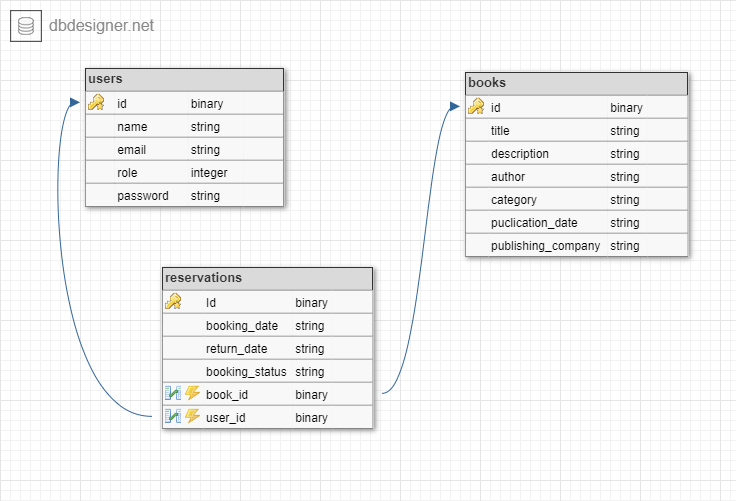 dbdesigner.net
users
id binary
name string
email string
role integer
password string
books
id binary
title string
description string
author string
category string
puclication_date string
publishing_company string
reservations
Id binary
booking_date string
return_date string
booking_status string
book_id binary
user_id binary